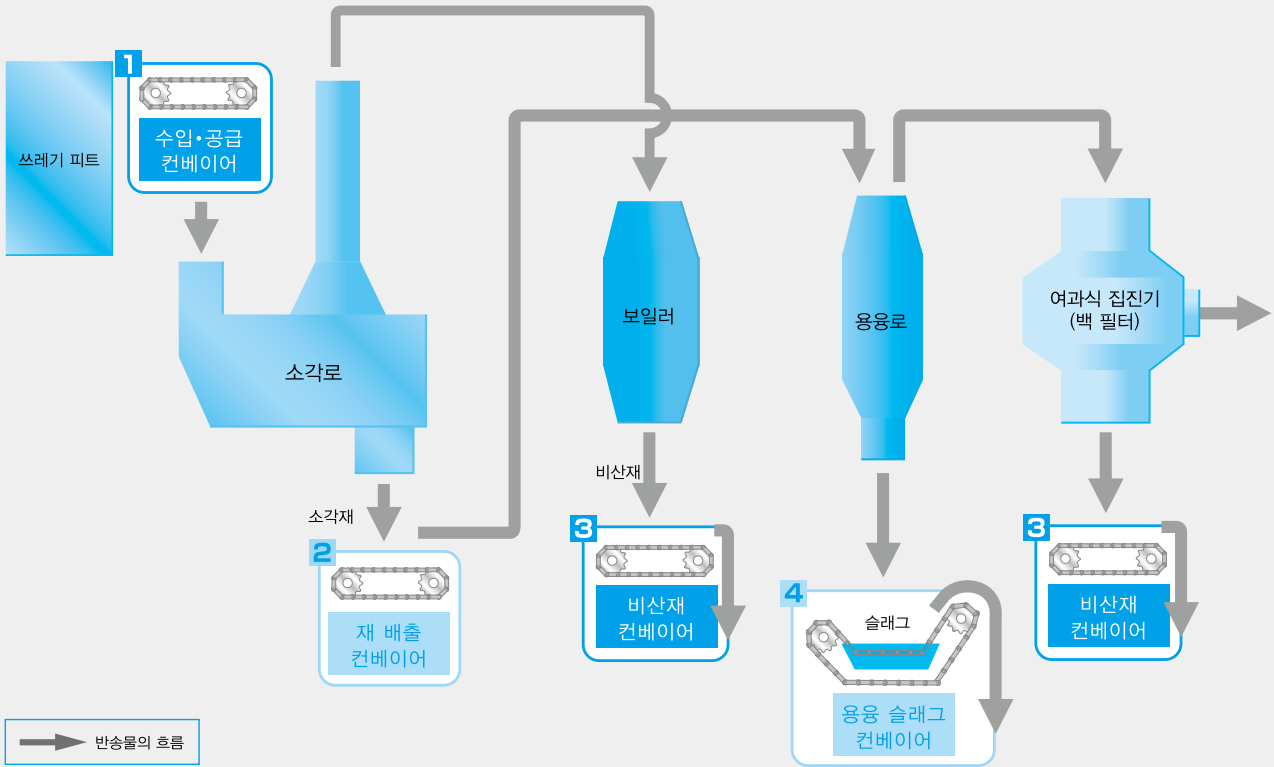 1
쓰레기 피트
수입·공급
컨베이어
소각로
보일러
용융로
여과식 집진기
(백 필터)
소각재
비산재
2
재 배출
컨베이어
3
비산재
컨베이어
4
슬래그
용융 슬래그
컨베이어
3
비산재
컨베이어
반송물의 흐름